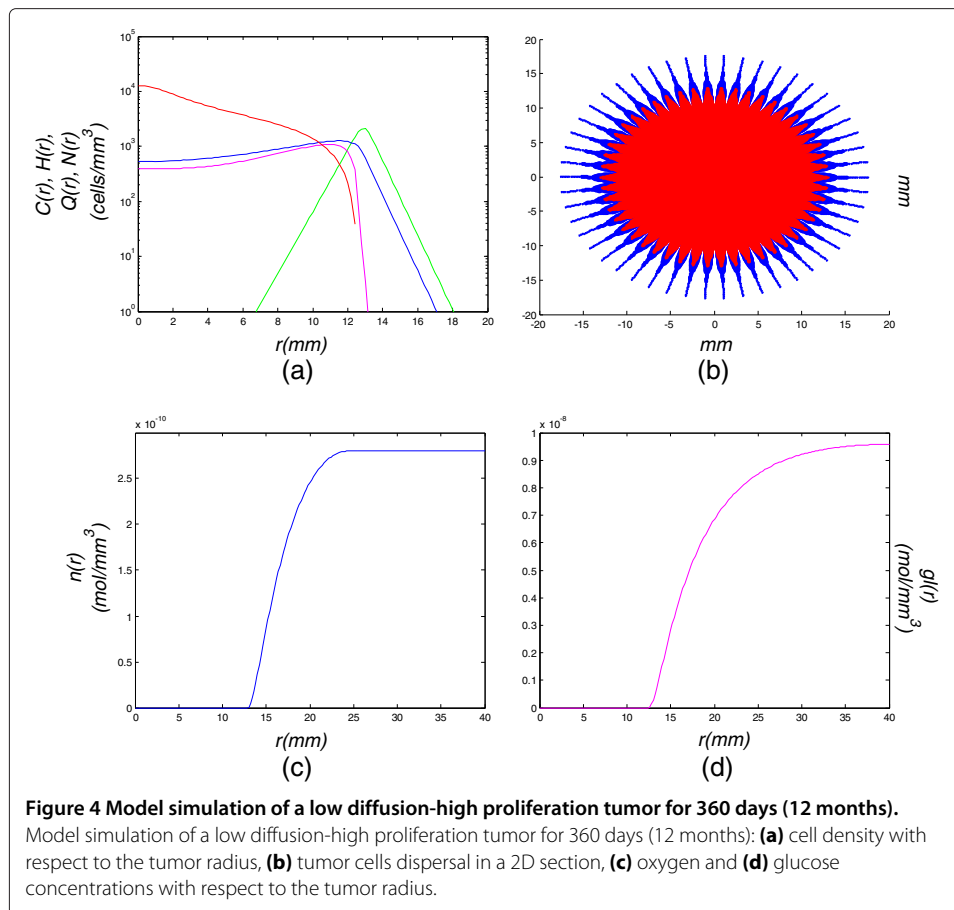 10^5
10^4
10^3
10^2
10^1
10^0
C(r), H(r),
Q(r), N(r)
(cells/mm^3)
0 2 4 6 8 10 12 14 16 18 20
r(mm)
(a)
20
15
10
5
0
-5
-10
-15
-20
mm
-20 -15 -10 -5 0 5 10 15 20
mm
(b)
x 10^-10
2.5
2
1.5
1
0.5
0
n(r)
(mol/mm^3)
0 5 10 15 20 25 30 35 40
r(mm)
(c)
x 10^-8
1
0.9
0.8
0.7
0.6
0.5
0.4
0.3
0.2
0.1
0
gl(r)
(mol/mm^3)
0 5 10 15 20 25 30 35 40
r(mm)
(d)
Figure 4 Model simulation of a low diffusion-high proliferation tumor for 360 days (12 months).
Model simulation of a low diffusion-high proliferation tumor for 360 days (12 months): (a) cell density with
respect to the tumor radius, (b) tumor cells dispersal in a 2D section, (c) oxygen and (d) glucose
concentrations with respect to the tumor radius.